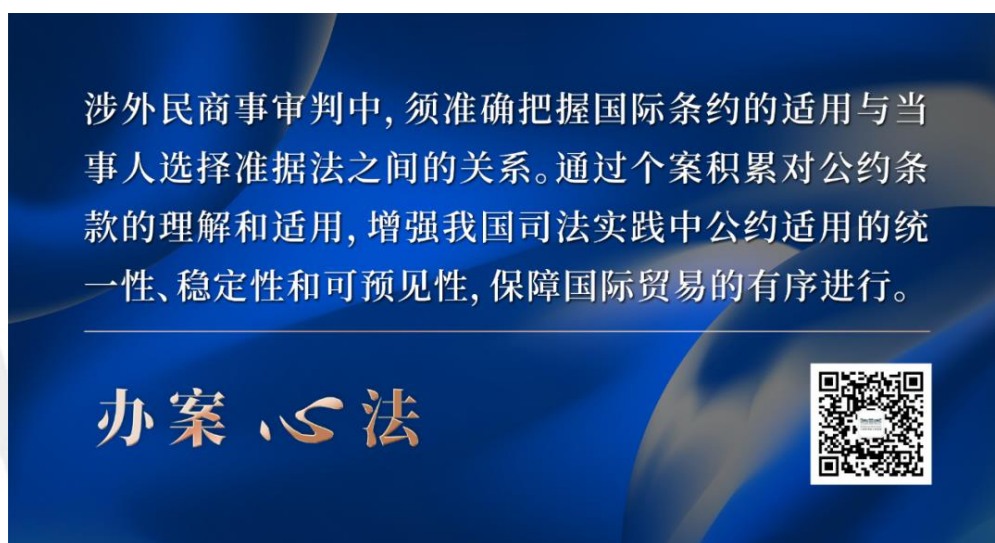 涉外民商事审判中，须准确把握国际条约的适用与当
事人选择准据法之间的关系。通过个案积累对公约条
款的理解和适用，增强我国司法实践中公约适用的统
一性、稳定性和可预见性，保障国际贸易的有序进行。
办案心法